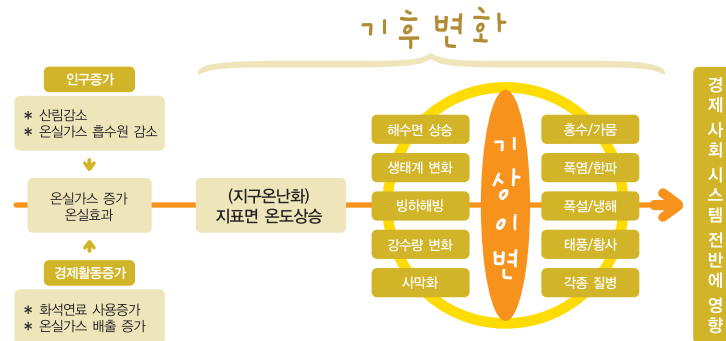 기후변화
인구증가
* 산림감소
* 온실가스 흡수원 감소
온실가스 증가
온실효과
경제활동증가
* 화석연료 사용증가
* 온실가스 배출 증가
(지구온난화)
지표면 온도상승
해수면 상승
생태계 변화
빙하해빙
강수량 변화
사막화
기상이변
홍수/가뭄
폭염/한파
폭설/냉해
태풍/황사
각종 질병
경제 사회 시스템 전반에 영향